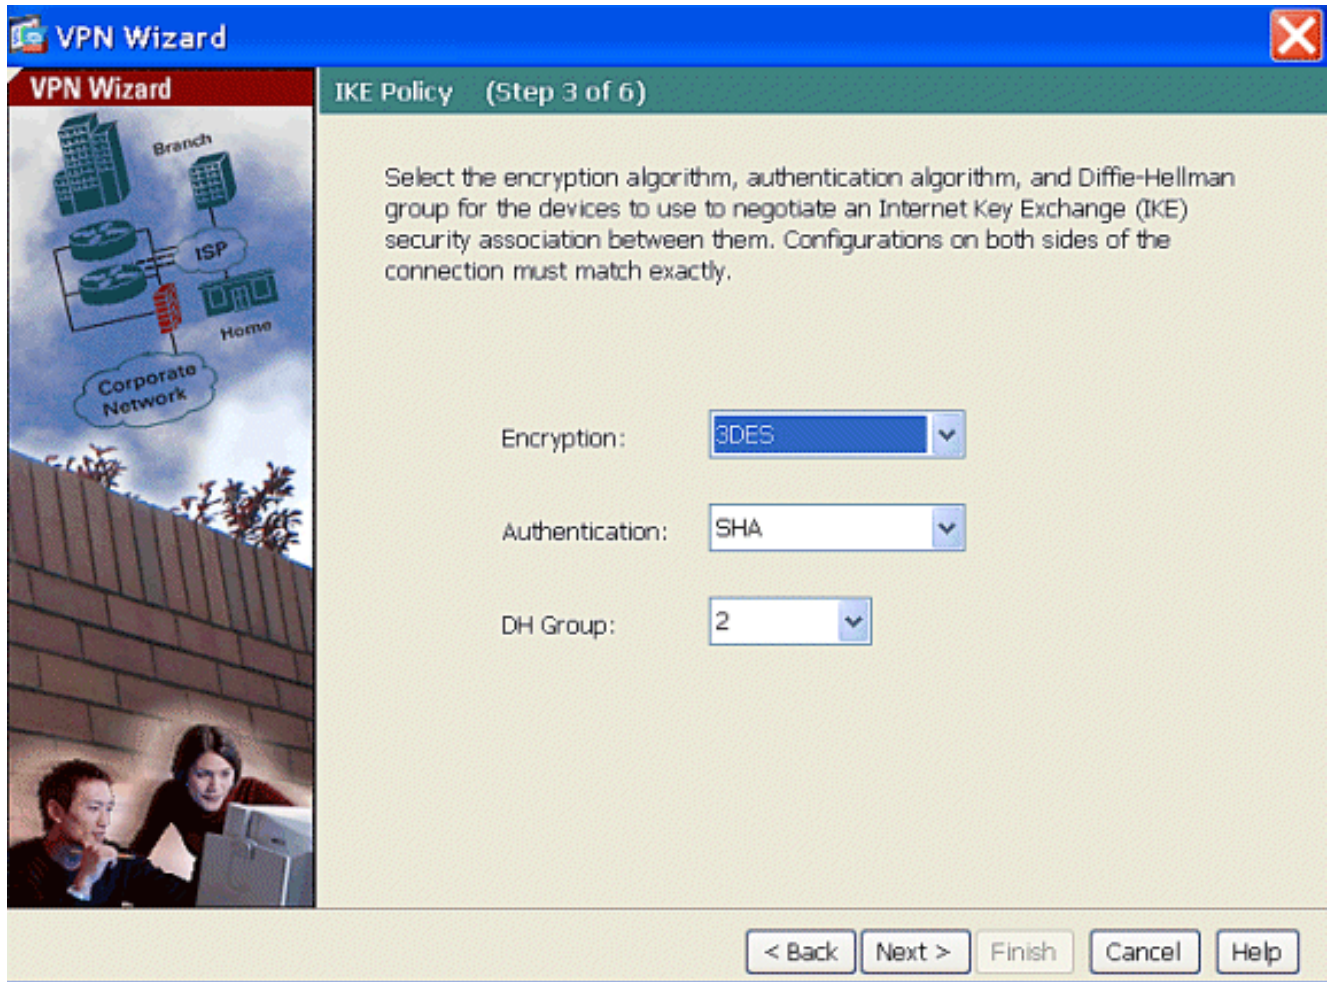 VPN Wizard
VPN Wizard
IKE Policy (Step 3 of 6)
Branch
ISP
Home
Corporate
Network
Select the encryption algorithm, authentication algorithm, and Diffie-Hellman
group for the devices to use to negotiate an Internet Key Exchange (IKE)
security association between them. Configurations on both sides of the
connection must match exactly.
Encryption: 3DES
Authentication: SHA
DH Group: 2
< Back Next > Finish Cancel Help